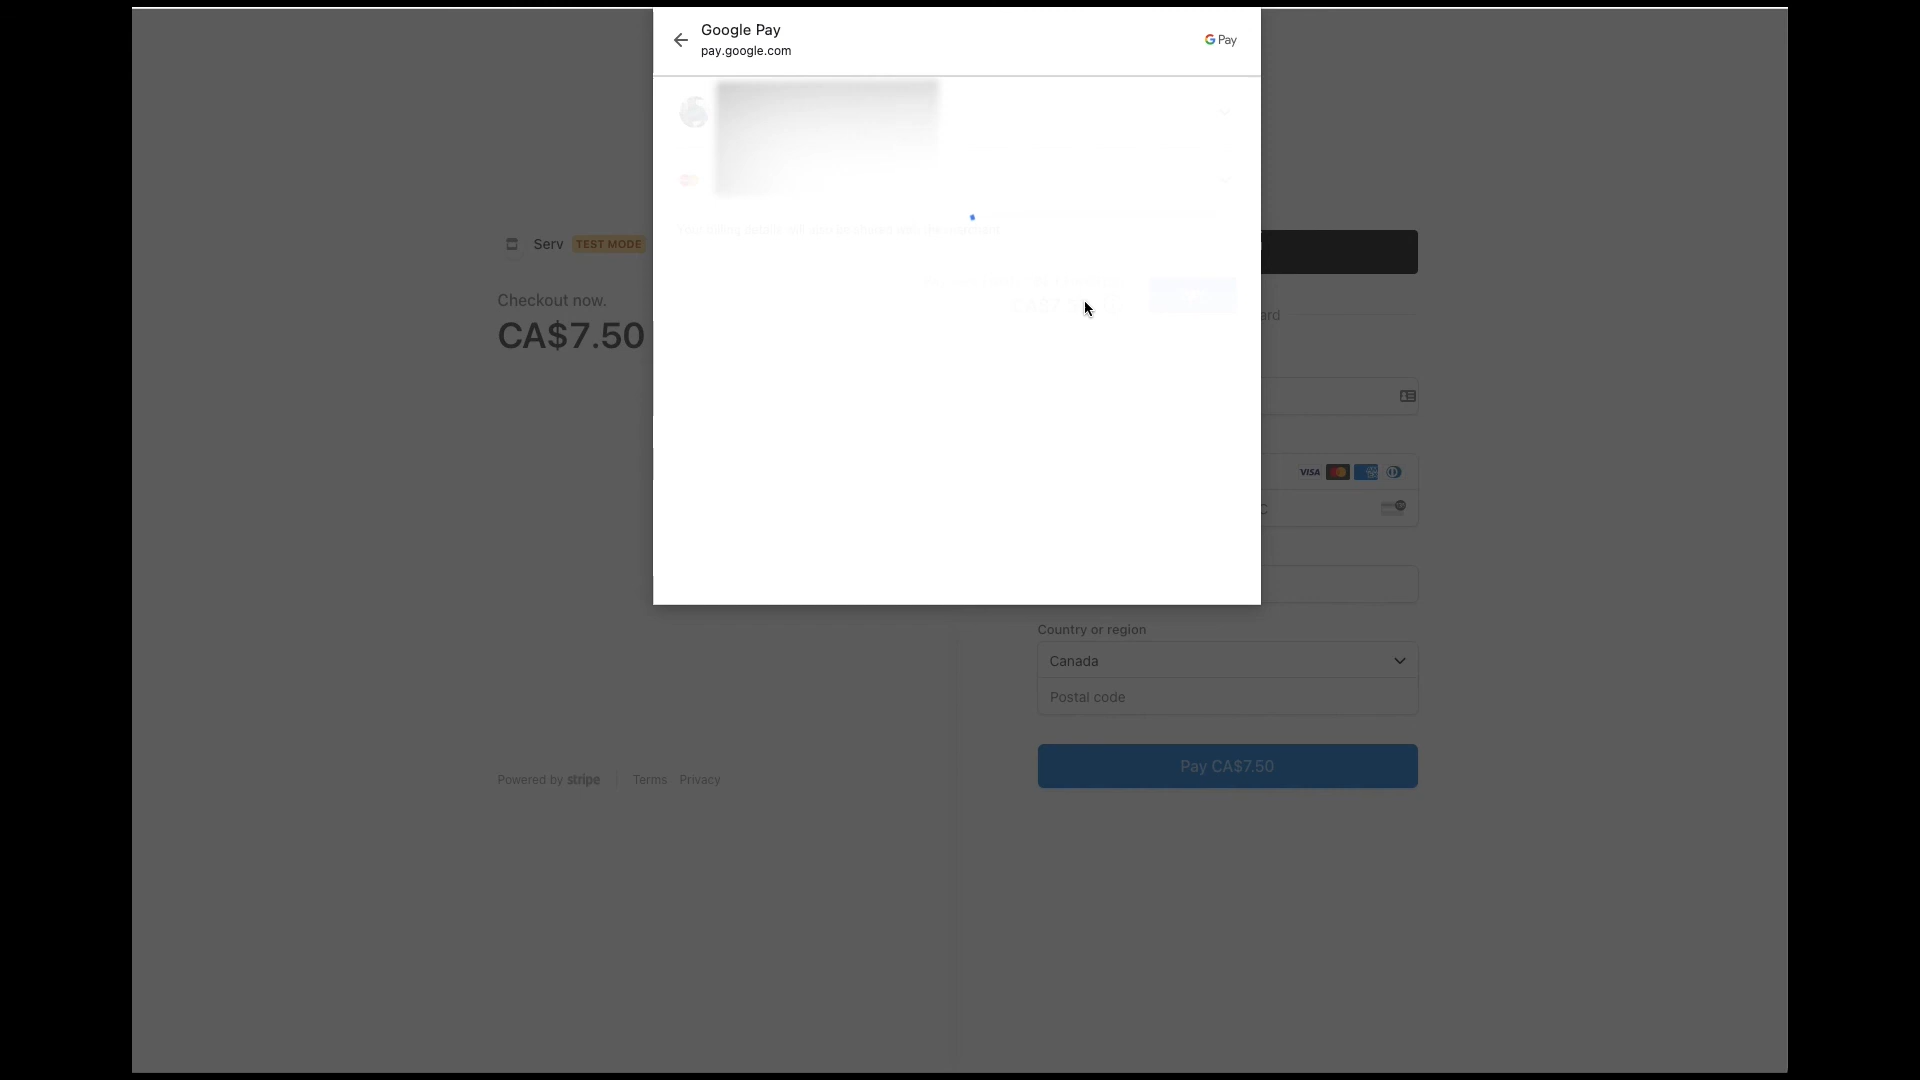 Google Pay
pay.google.com
G Pay
Serv TEST MODE
Checkout now.
CA$7.50
ard
VISA
C
Country or region
Canada
Postal code
Pay CA$7.50
Powered by stripe
Terms Privacy